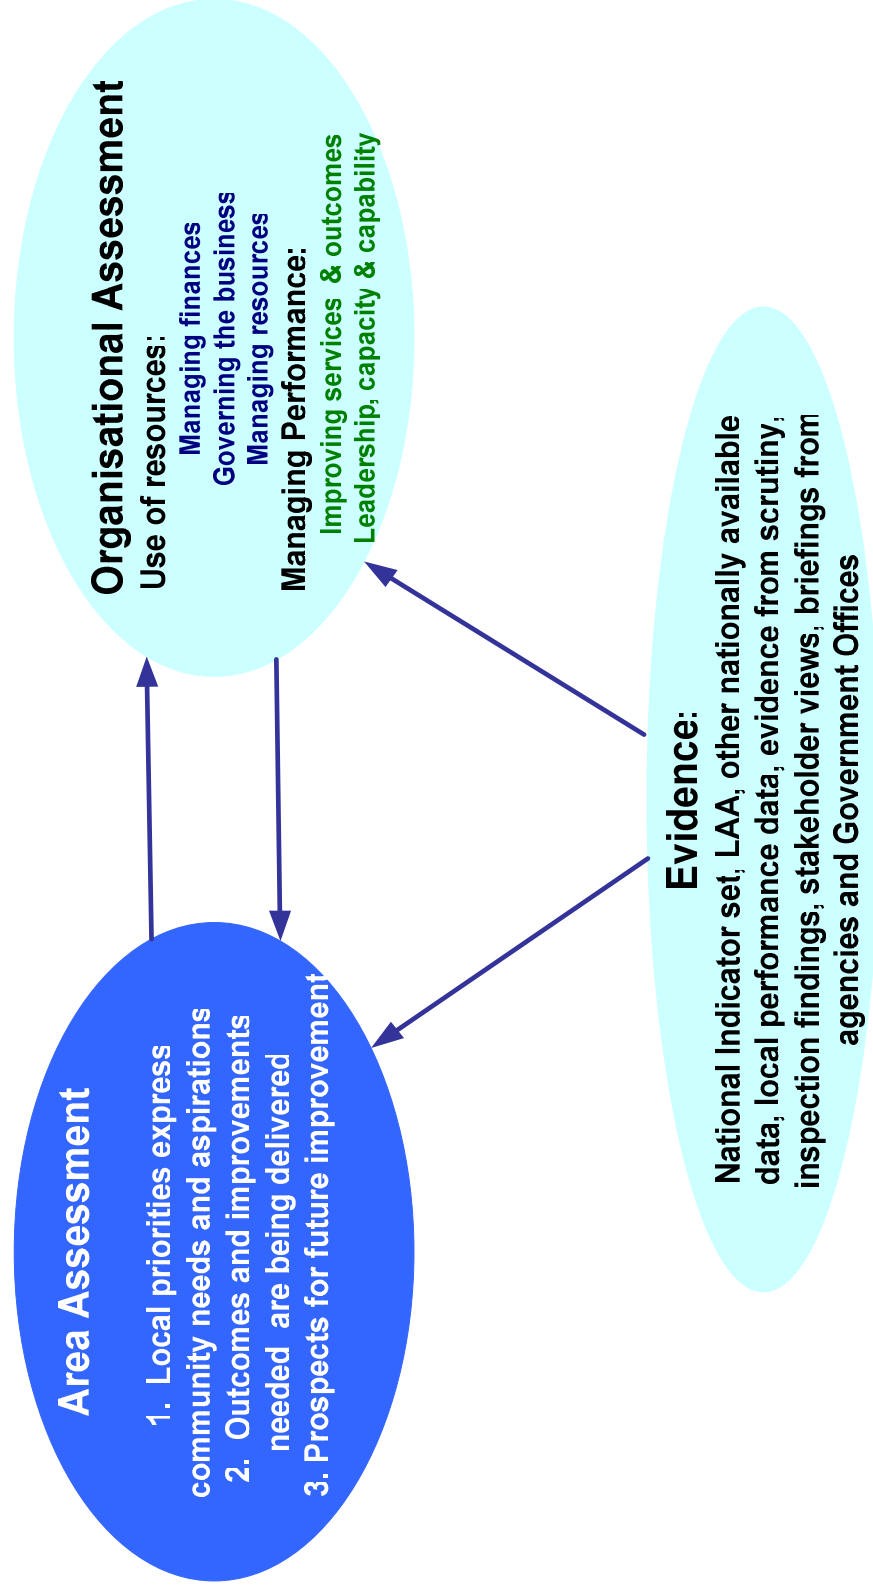 Area Assessment
1.  Local priorities express
community needs and aspirations
2.  Outcomes and improvements
needed  are being delivered
3. Prospects for future improvement
Organisational Assessment
Use of resources:
Managing finances
Governing the business
Managing resources
Managing Performance:
Improving services  & outcomes
Leadership, capacity & capability
Evidence:
National Indicator set, LAA, other nationally available
data, local performance data, evidence from scrutiny,
inspection findings, stakeholder views, briefings from
agencies and Government Offices